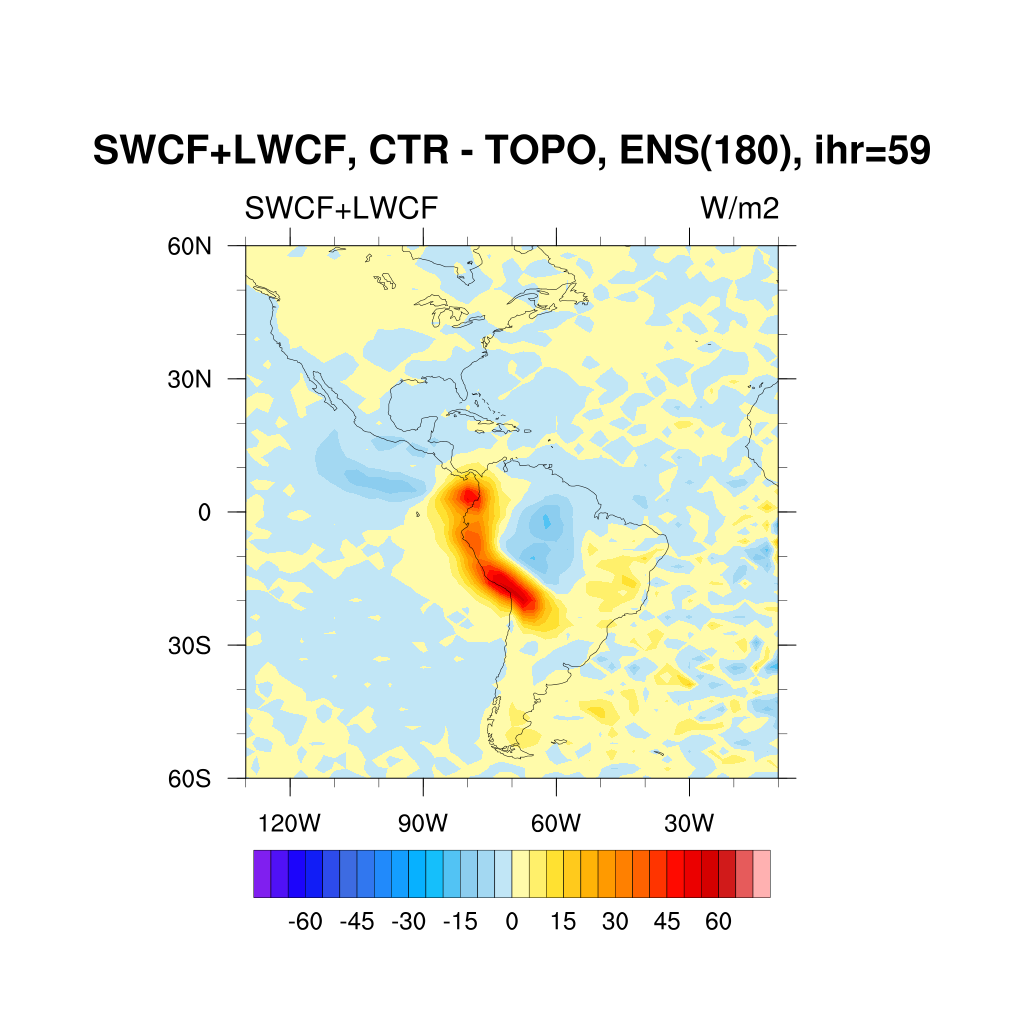 SWCF+LWCF, CTR - TOPO, ENS(180), ihr=59
SWCF+LWCF W/m2
60N
30N
0
30S
60S
120W 90W 60W 30W
-60 -45 -30 -15 0 15 30 45 60